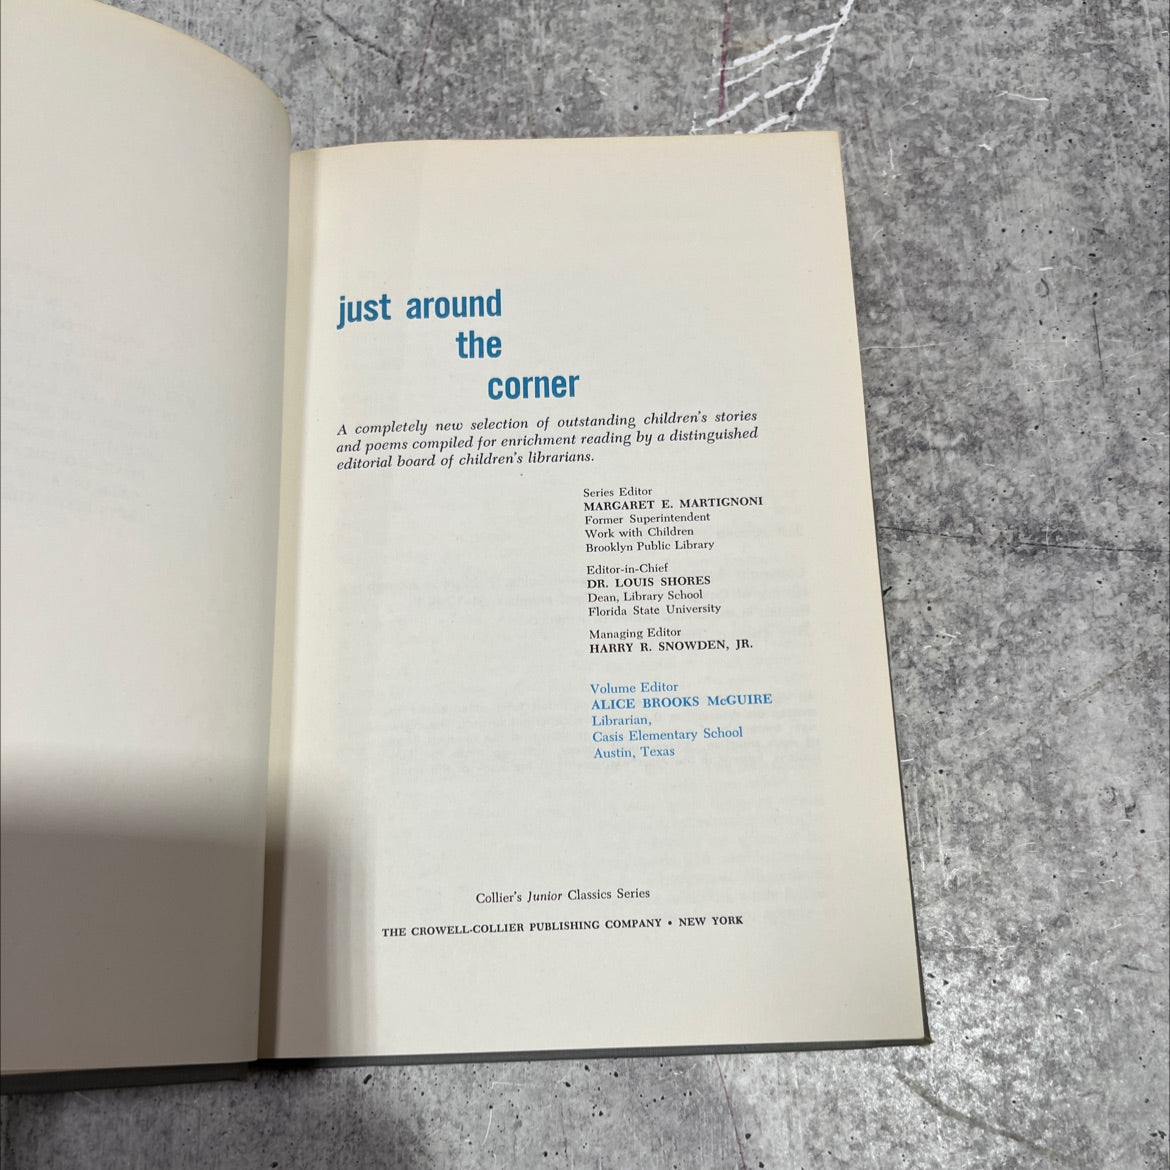 just around
the
corner
A completely new selection of outstanding children's stories
and poems compiled for enrichment reading by a distinguished
editorial board of children's librarians.
Series Editor
MARGARET E. MARTIGNONI
Former Superintendent
Work with Children
Brooklyn Public Library
Editor-in-Chief
DR. LOUIS SHORES
Dean, Library School
Florida State University
Managing Editor
HARRY R. SNOWDEN, JR.
Volume Editor
ALICE BROOKS McGUIRE
Librarian,
Casis Elementary School
Austin, Texas
Collier's Junior Classics Series
THE CROWELL-COLLIER PUBLISHING COMPANY • NEW YORK